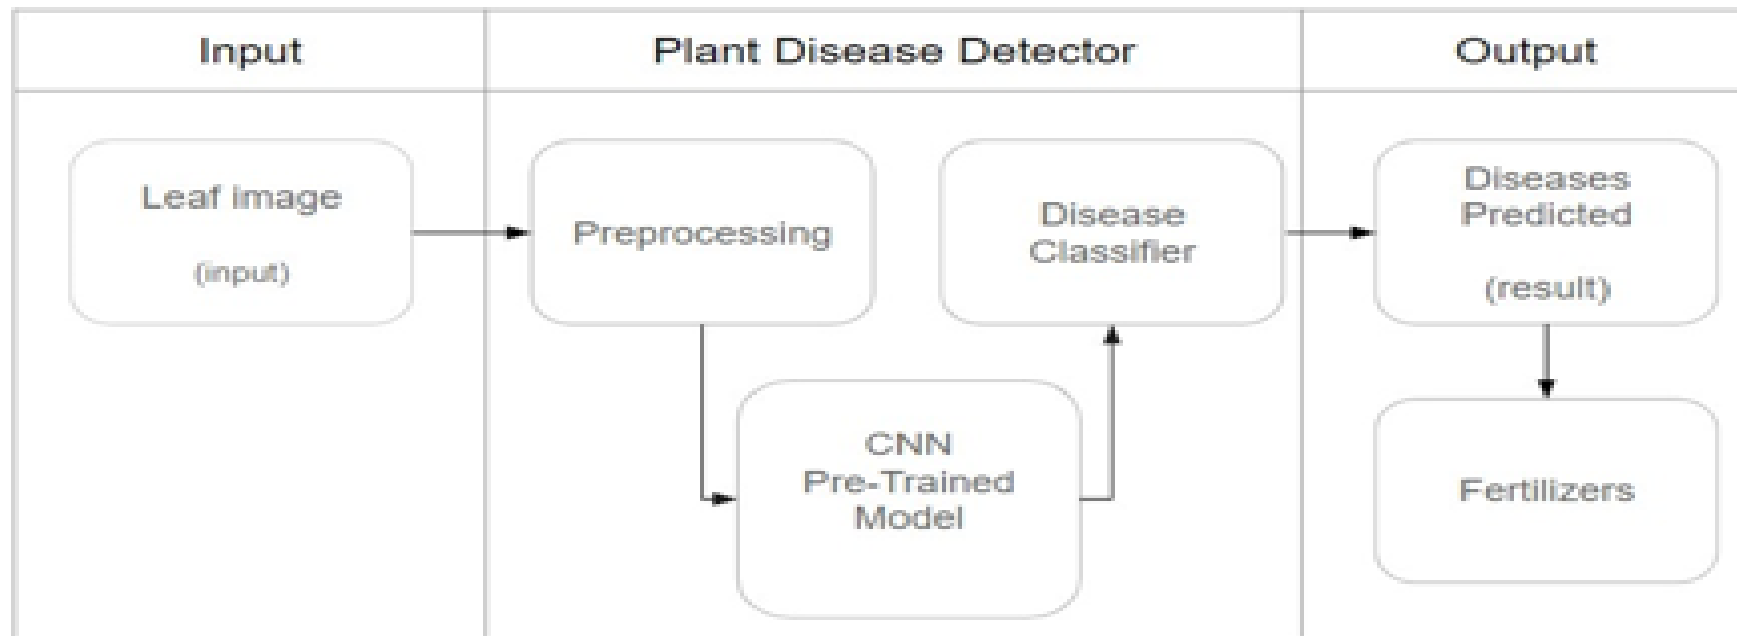 Input
Plant Disease Detector
Output
Leaf image
(input)
Preprocessing
Disease
Classifier
Diseases
Predicted
(result)
CNN
Pre-Trained
Model
Fertilizers